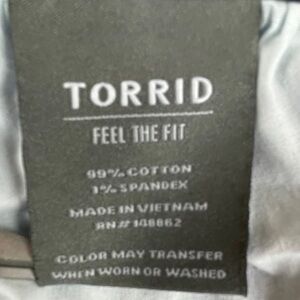 TORRID
FEEL THE FIT
99% COTTON
1% SPANDEX
MADE IN VIETNAM
RN# 148862
COLOR MAY TRANSFER
WHEN WORN OR WASHED